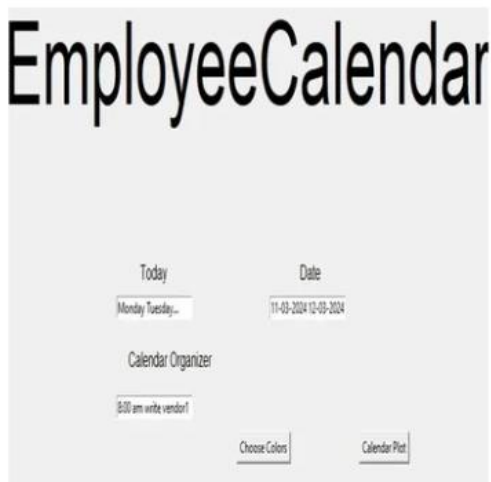 EmployeeCalendar
Today Date
Monday Tuesday... 11-03-2024 12-03-2024
Calendar Organizer
8:00 am write vendor1
Choose Colors Calendar Plot